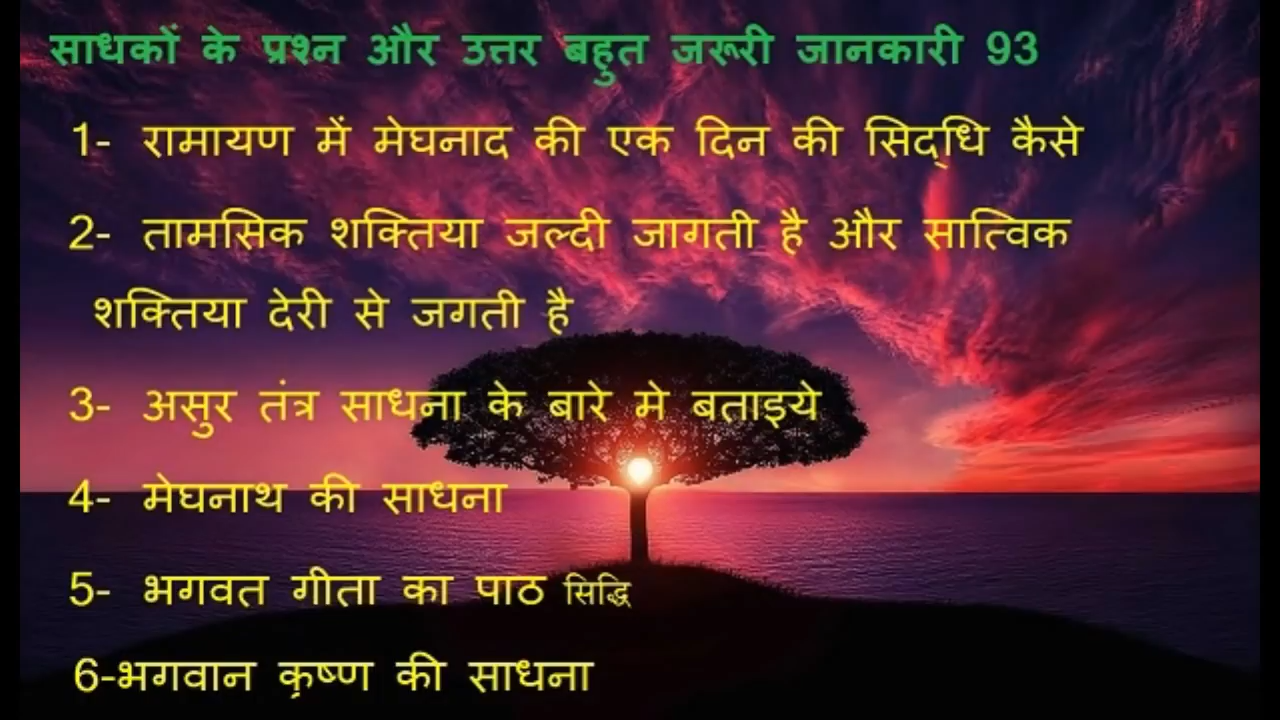 साधकों के प्रश्न और उत्तर बहुत जरूरी जानकारी 93
1- रामायण में मेघनाद की एक दिन की सिद्धि कैसे
2- तामसिक शक्तिया जल्दी जागती है और सात्विक
शक्तिया देरी से जगती है
3- असुर तंत्र साधना के बारे मे बताइये
4- मेघनाथ की साधना
5- भगवत गीता का पाठ सिद्धि
6-भगवान कृष्ण की साधना